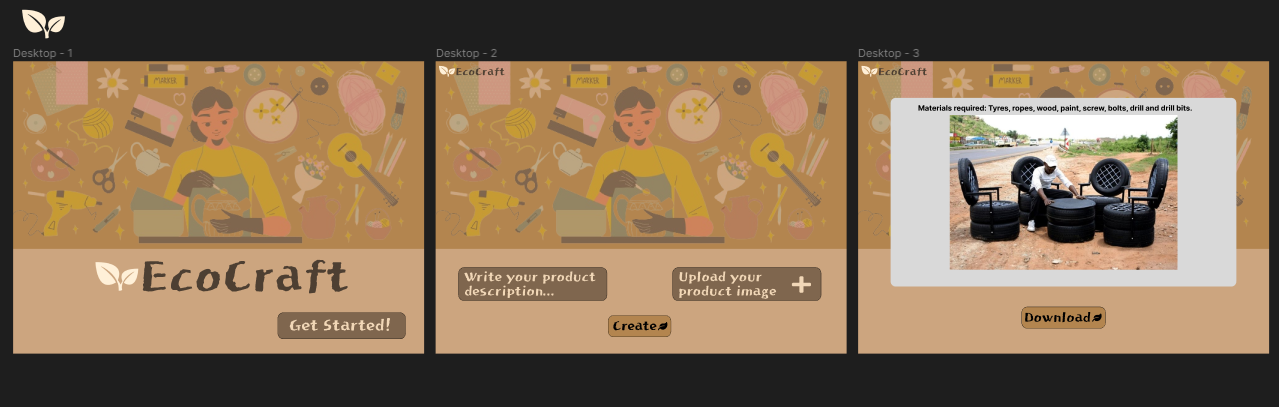 Desktop - 1
MARKER
EcoCraft
Get Started!
Desktop - 2
EcoCraft
MARKER
Write your product
description...
Upload your
product image
Create
Desktop - 3
EcoCraft
Materials required: Tyres, ropes, wood, paint, screw, bolts, drill and drill bits.
Download